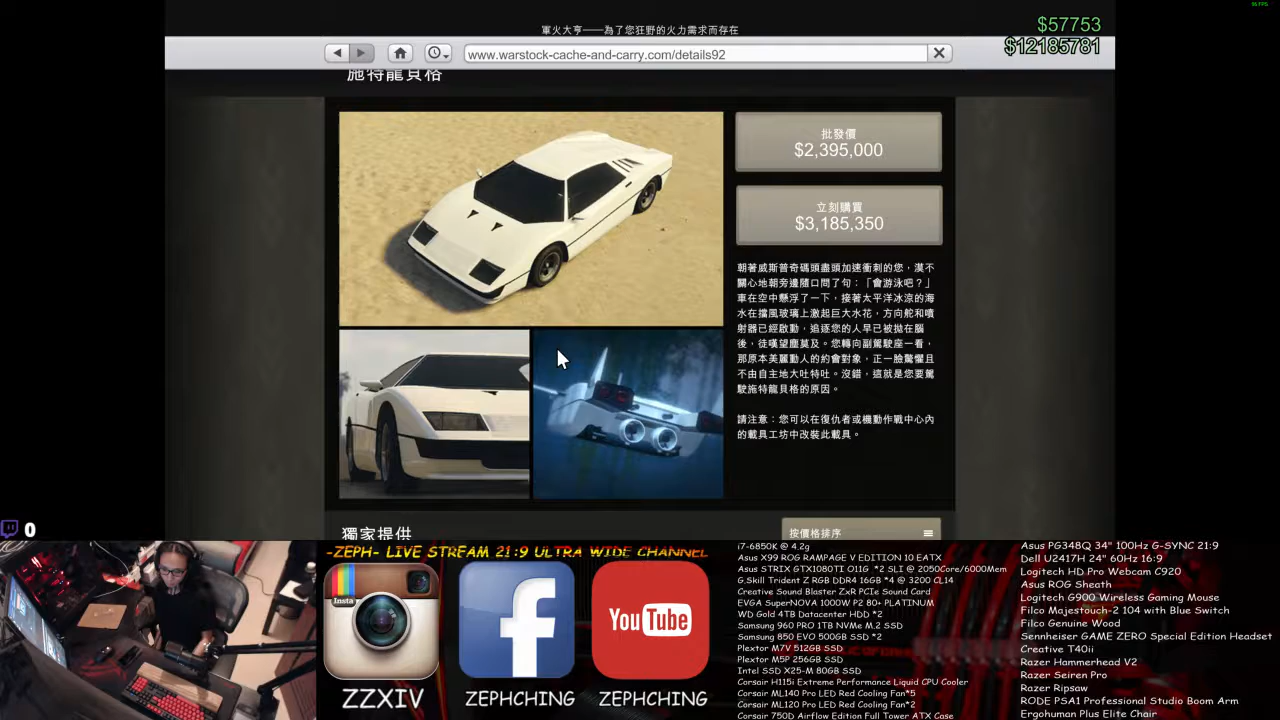 95 FPS
$57753
軍火大亨——為了您狂野的火力需求而存在
$12185781
www.warstock-cache-and-carry.com/details92
施特龍貝格
批發價
$2,395,000
立刻購買
$3,185,350
朝著威斯普奇碼頭盡頭加速衝刺的您，漠不
關心地朝旁邊隨口問了句：「會游泳吧？」
車在空中懸浮了一下，接著太平洋冰涼的海
水在擋風玻璃上激起巨大水花，方向舵和噴
射器已經啟動，追逐您的人早已被拋在腦
後，徒嘆望塵莫及。您轉向副駕駛座一看，
那原本美麗動人的約會對象，正一臉驚懼且
不由自主地大吐特吐。沒錯，這就是您要駕
駛施特龍貝格的原因。
請注意：您可以在復仇者或機動作戰中心內
的載具工坊中改裝此載具。
獨家提供
按價格排序
0
-ZEPH- LIVE STREAM 21:9 ULTRA WIDE CHANNEL
Insta
You Tube
ZZXIV
ZEPHCHING
ZEPHCHING
i7-6850K @ 4.2g
Asus X99 ROG RAMPAGE V EDITION 10 EATX
Asus STRIX GTX1080TI O11G *2 SLI @ 2050Core/6000Mem
G.Skill Trident Z RGB DDR4 16GB *4 @ 3200 CL14
Creative Sound Blaster ZxR PCIe Sound Card
EVGA SuperNOVA 1000W P2 80+ PLATINUM
WD Gold 4TB Datacenter HDD *2
Samsung 960 PRO 1TB NVMe M.2 SSD
Samsung 850 EVO 500GB SSD *2
Plextor M7V 512GB SSD
Plextor M5P 256GB SSD
Intel SSD X25-M 80GB SSD
Corsair H115i Extreme Performance Liquid CPU Cooler
Corsair ML140 Pro LED Red Cooling Fan*5
Corsair ML120 Pro LED Red Cooling Fan*2
Corsair 750D Airflow Edition Full Tower ATX Case
Asus PG348Q 34" 100Hz G-SYNC 21:9
Dell U2417H 24" 60Hz 16:9
Logitech HD Pro Webcam C920
Asus ROG Sheath
Logitech G900 Wireless Gaming Mouse
Filco Majestouch-2 104 with Blue Switch
Filco Genuine Wood
Sennheiser GAME ZERO Special Edition Headset
Creative T40ii
Razer Hammerhead V2
Razer Seiren Pro
Razer Ripsaw
RODE PSA1 Professional Studio Boom Arm
Ergohuman Plus Elite Chair